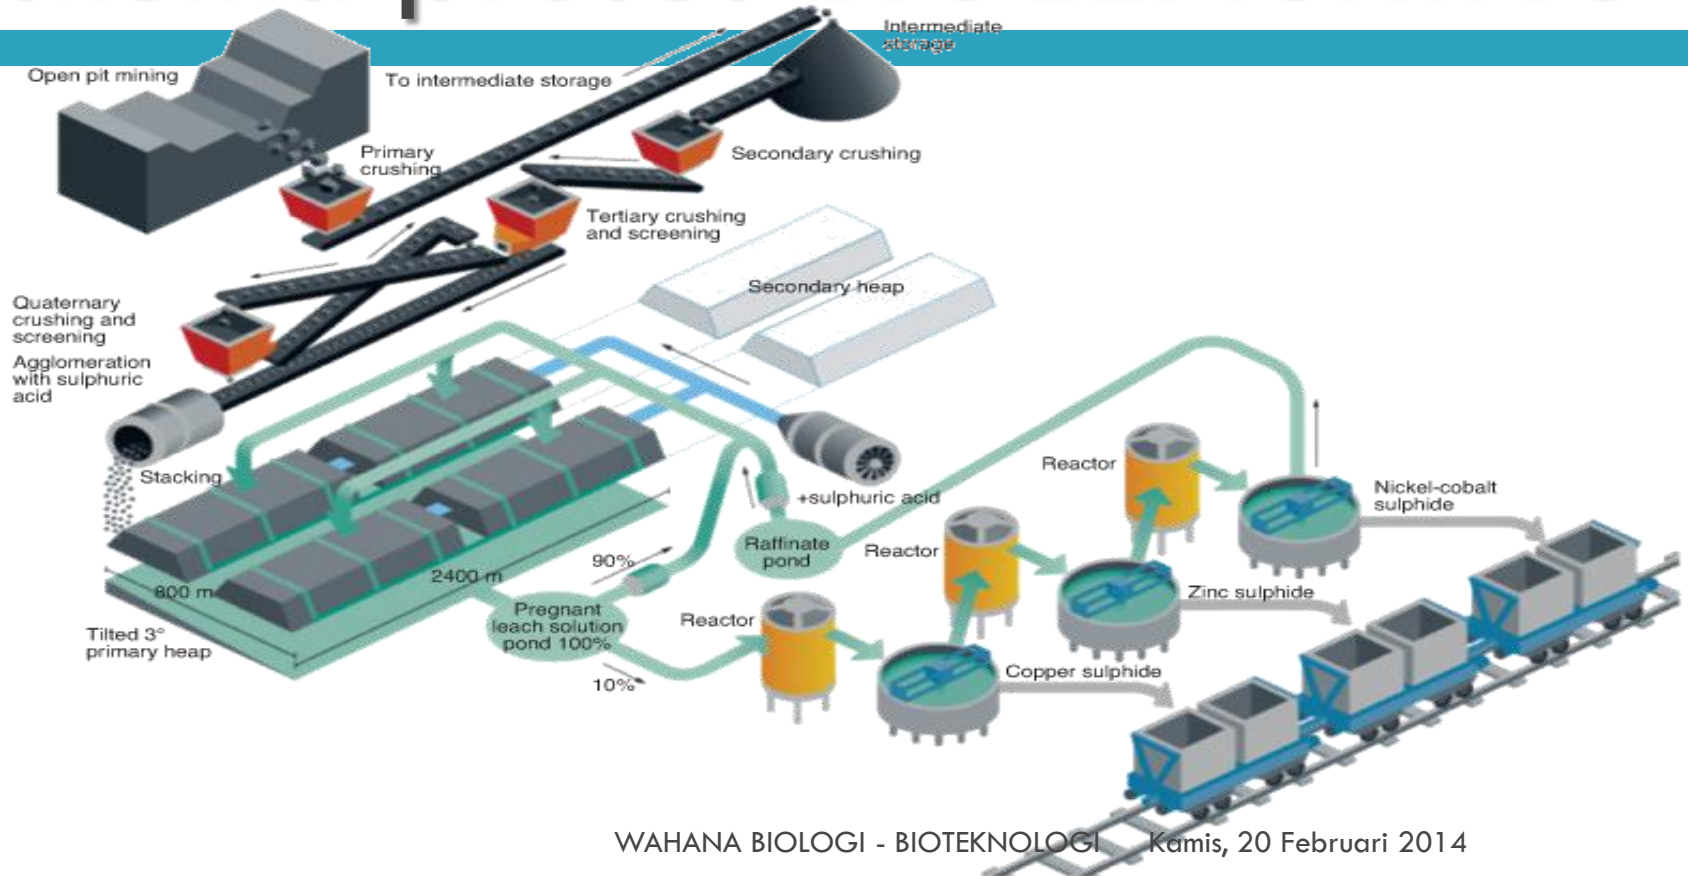 Intermediate
storage
Open pit mining
To intermediate storage
Primary
crushing
Secondary crushing
Tertiary crushing
and screening
Secondary heap
Quaternary
crushing and
screening
Agglomeration
with sulphuric
acid
Stacking
+sulphuric acid
Reactor
Nickel-cobalt
sulphide
Raffinate
pond
Reactor
90%
2400 m
800 m
Zinc sulphide
Pregnant
leach solution
pond 100%
Reactor
Tilted 3°
primary heap
Copper sulphide
10%
WAHANA BIOLOGI - BIOTEKNOLOGI
Kamis, 20 Februari 2014